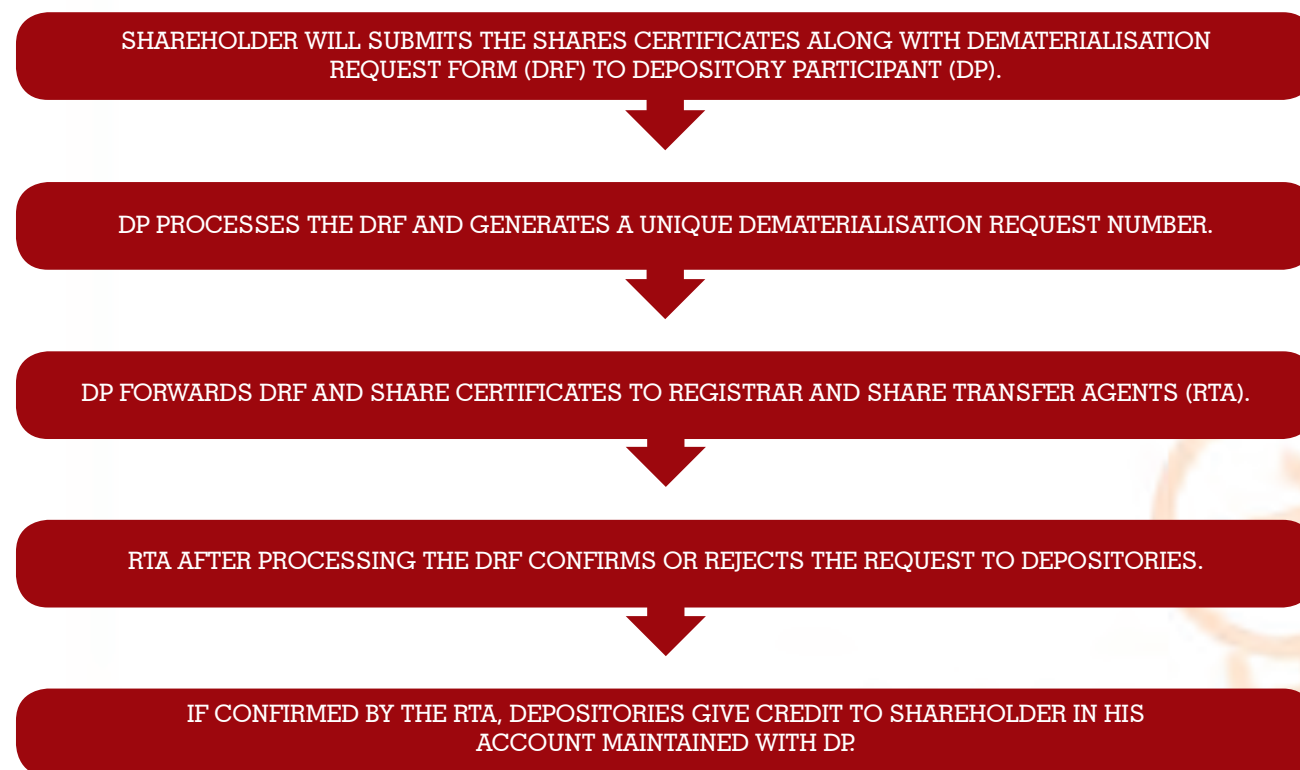 SHAREHOLDER WILL SUBMITS THE SHARES CERTIFICATES ALONG WITH DEMATERIALISATION
REQUEST FORM (DRF) TO DEPOSITORY PARTICIPANT (DP).
DP PROCESSES THE DRF AND GENERATES A UNIQUE DEMATERIALISATION REQUEST NUMBER.
DP FORWARDS DRF AND SHARE CERTIFICATES TO REGISTRAR AND SHARE TRANSFER AGENTS (RTA).
RTA AFTER PROCESSING THE DRF CONFIRMS OR REJECTS THE REQUEST TO DEPOSITORIES.
IF CONFIRMED BY THE RTA, DEPOSITORIES GIVE CREDIT TO SHAREHOLDER IN HIS
ACCOUNT MAINTAINED WITH DP.